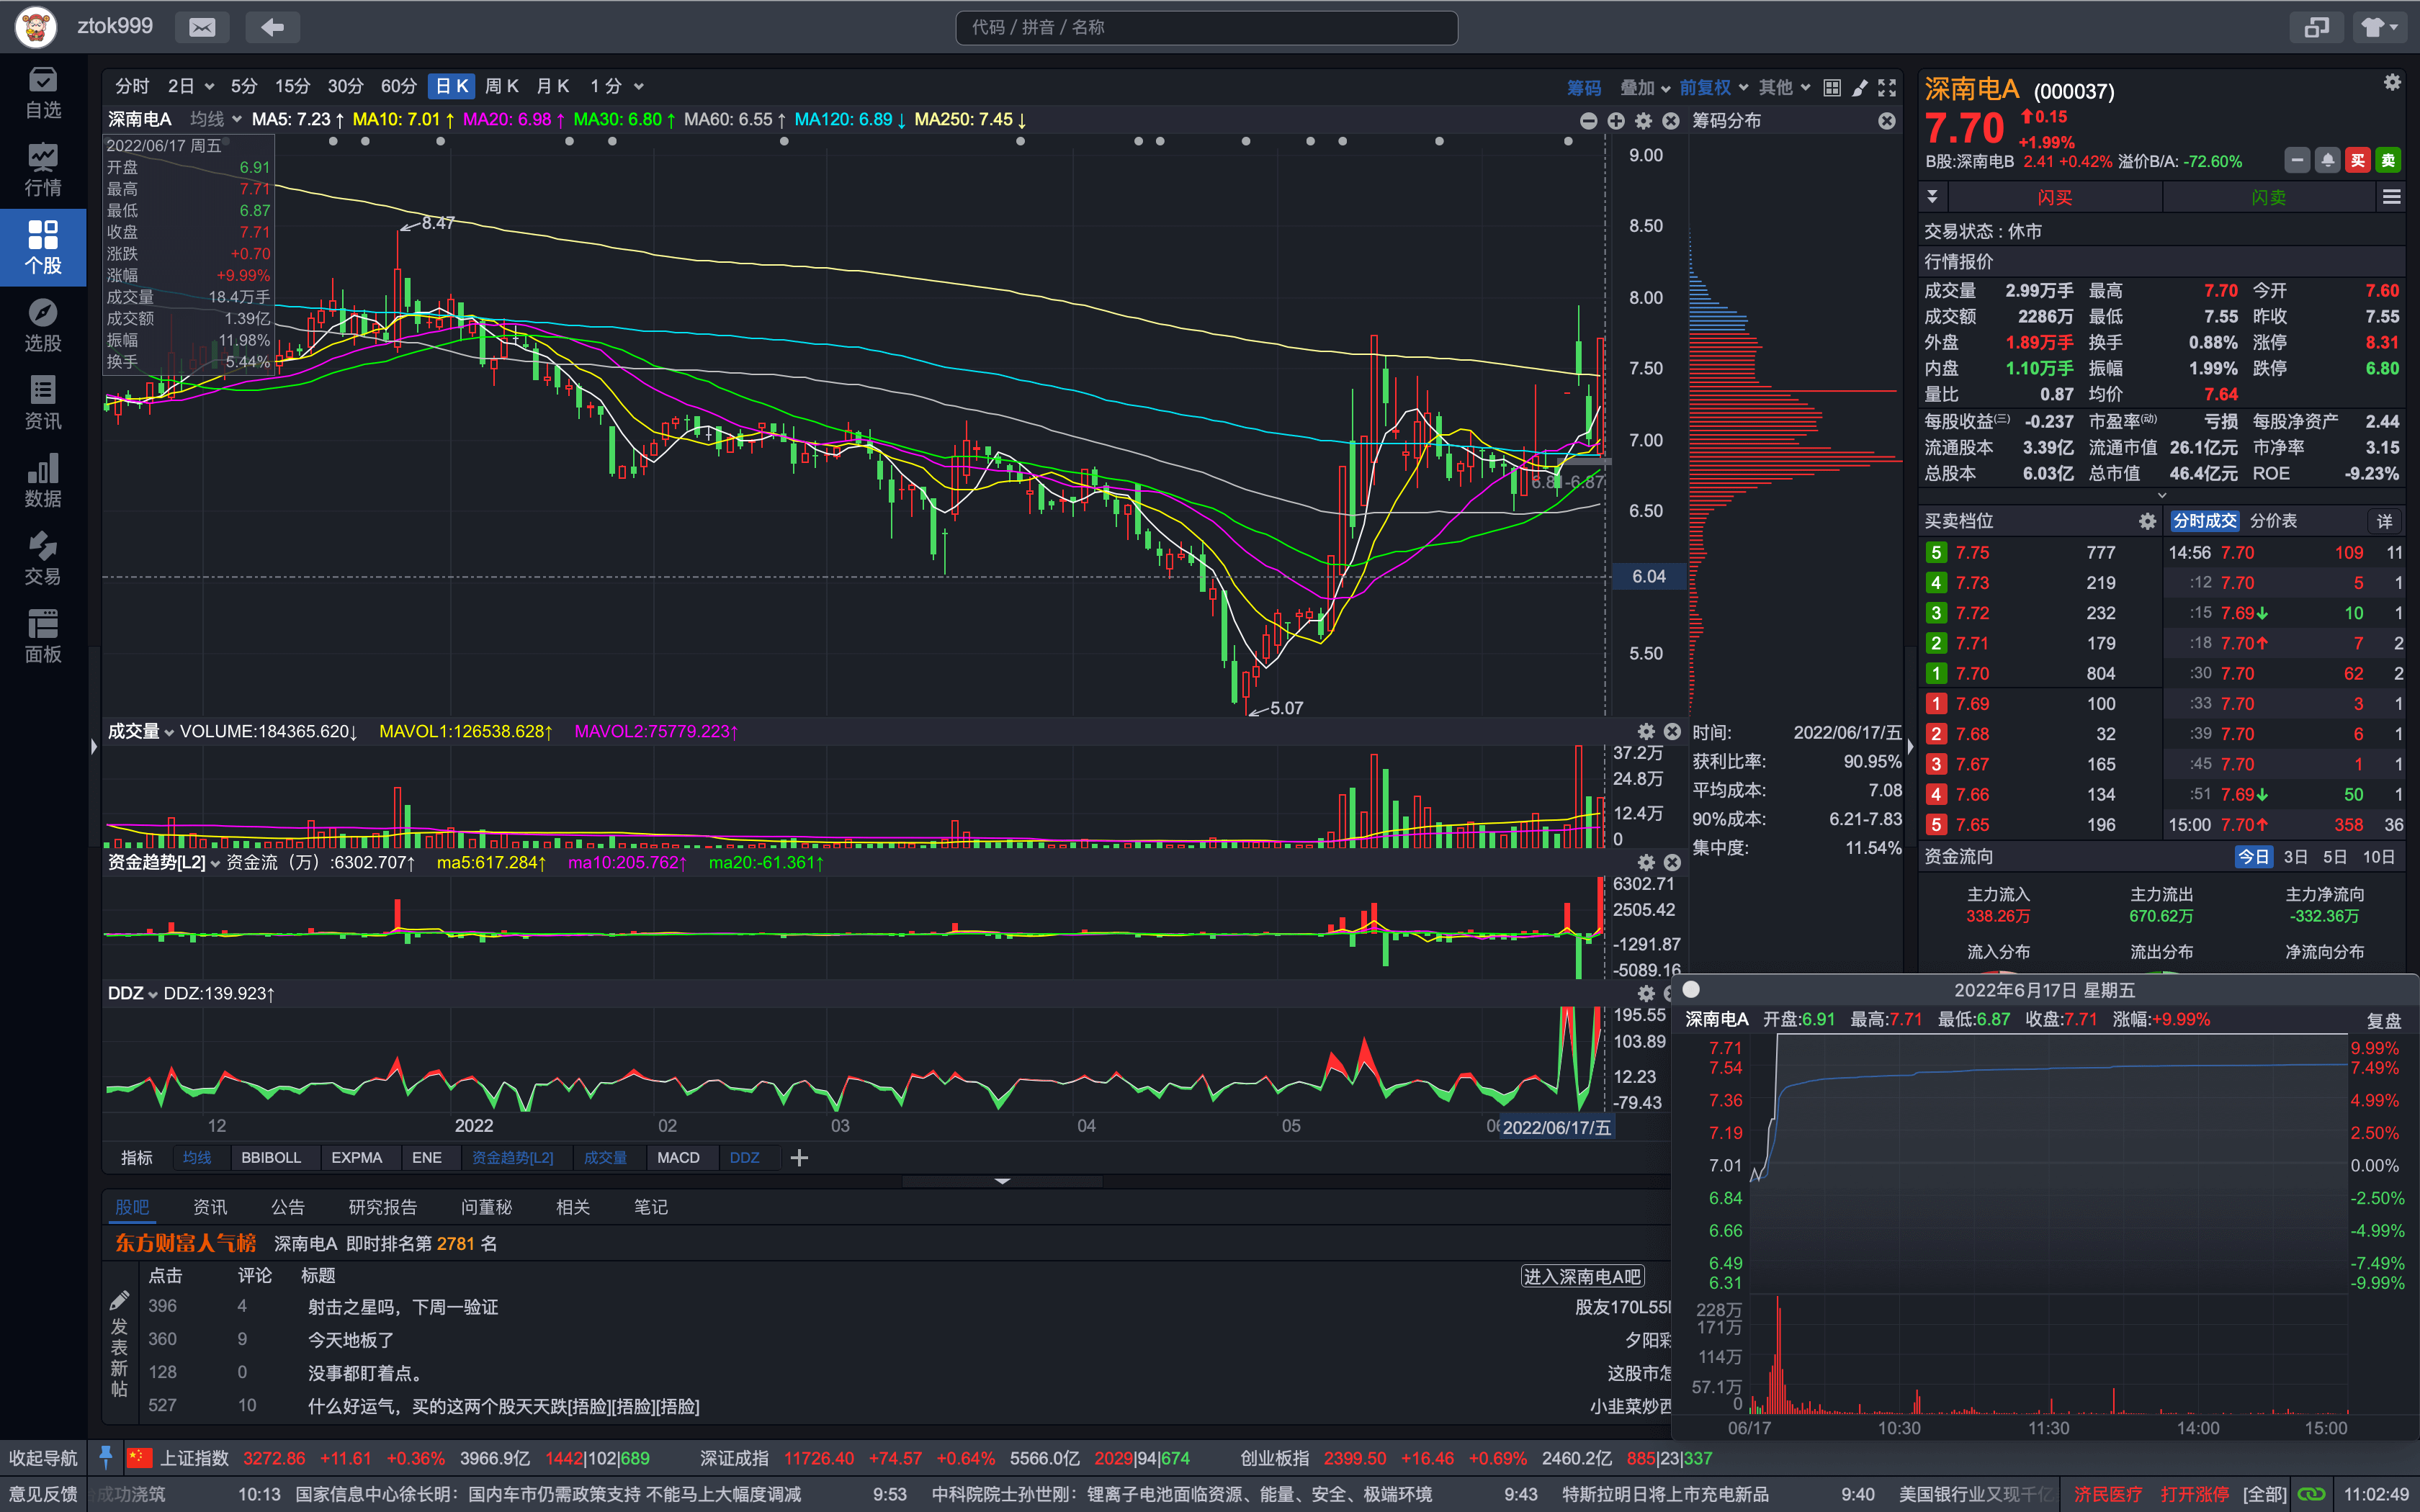 ztok999
代码 / 拼音 / 名称
自选
行情
个股
选股
资讯
数据
交易
面板
分时 2日 5分 15分 30分 60分 日K 周K 月K 1分 筹码 叠加 前复权 其他
深南电A 均线 MA5: 7.23↑ MA10: 7.01↑ MA20: 6.98↑ MA30: 6.80↑ MA60: 6.55↑ MA120: 6.89↓ MA250: 7.45↓
2022/06/17 周五
开盘 6.91
最高 7.71
最低 6.87
收盘 7.71
涨跌 +0.70
涨幅 +9.99%
成交量 18.4万手
成交额 1.39亿
振幅 11.98%
换手 5.44%
8.47
5.07
6.81-6.87
9.00
8.50
8.00
7.50
7.00
6.50
6.04
5.50
筹码分布
时间: 2022/06/17/五
获利比率: 90.95%
平均成本: 7.08
90%成本: 6.21-7.83
集中度: 11.54%
成交量 VOLUME:184365.620↓ MAVOL1:126538.628↑ MAVOL2:75779.223↑
37.2万
24.8万
12.4万
0
资金趋势[L2] 资金流（万）:6302.707↑ ma5:617.284↑ ma10:205.762↑ ma20:-61.361↑
6302.71
2505.42
-1291.87
-5089.16
DDZ DDZ:139.923↑
195.55
103.89
12.23
-79.43
12 2022 02 03 04 05 2022/06/17/五
指标 均线 BBIBOLL EXPMA ENE 资金趋势[L2] 成交量 MACD DDZ
股吧 资讯 公告 研究报告 问董秘 相关 笔记
东方财富人气榜 深南电A 即时排名第 2781 名
点击 评论 标题 进入深南电A吧
发表新帖
396 4 射击之星吗，下周一验证 股友170L55
360 9 今天地板了 夕阳彩
128 0 没事都盯着点。 这股市怎
527 10 什么好运气，买的这两个股天天跌[捂脸][捂脸][捂脸] 小韭菜炒西
深南电A (000037)
7.70 0.15
+1.99%
B股:深南电B 2.41 +0.42% 溢价B/A: -72.60% 买 卖
闪买 闪卖
交易状态 : 休市
行情报价
成交量 2.99万手 最高 7.70 今开 7.60
成交额 2286万 最低 7.55 昨收 7.55
外盘 1.89万手 换手 0.88% 涨停 8.31
内盘 1.10万手 振幅 1.99% 跌停 6.80
量比 0.87 均价 7.64
每股收益(三) -0.237 市盈率(动) 亏损 每股净资产 2.44
流通股本 3.39亿 流通市值 26.1亿元 市净率 3.15
总股本 6.03亿 总市值 46.4亿元 ROE -9.23%
买卖档位 分时成交 分价表 详
5 7.75 777 14:56 7.70 109 11
4 7.73 219 :12 7.70 5 1
3 7.72 232 :15 7.69↓ 10 1
2 7.71 179 :18 7.70↑ 7 2
1 7.70 804 :30 7.70 62 2
1 7.69 100 :33 7.70 3 1
2 7.68 32 :39 7.70 6 1
3 7.67 165 :45 7.70 1 1
4 7.66 134 :51 7.69↓ 50 1
5 7.65 196 15:00 7.70↑ 358 36
资金流向 今日 3日 5日 10日
主力流入 主力流出 主力净流向
338.26万 670.62万 -332.36万
流入分布 流出分布 净流向分布
2022年6月17日 星期五
深南电A 开盘:6.91 最高:7.71 最低:6.87 收盘:7.71 涨幅:+9.99% 复盘
7.71 9.99%
7.54 7.49%
7.36 4.99%
7.19 2.50%
7.01 0.00%
6.84 -2.50%
6.66 -4.99%
6.49 -7.49%
6.31 -9.99%
228万
171万
114万
57.1万
0
06/17 10:30 11:30 14:00 15:00
收起导航 上证指数 3272.86 +11.61 +0.36% 3966.9亿 1442|102|689 深证成指 11726.40 +74.57 +0.64% 5566.0亿 2029|94|674 创业板指 2399.50 +16.46 +0.69% 2460.2亿 885|23|337
意见反馈 成功浇筑 10:13 国家信息中心徐长明：国内车市仍需政策支持 不能马上大幅度调减 9:53 中科院院士孙世刚：锂离子电池面临资源、能量、安全、极端环境 9:43 特斯拉明日将上市充电新品 9:40 美国银行业又现千亿 济民医疗 打开涨停 [全部] 11:02:49